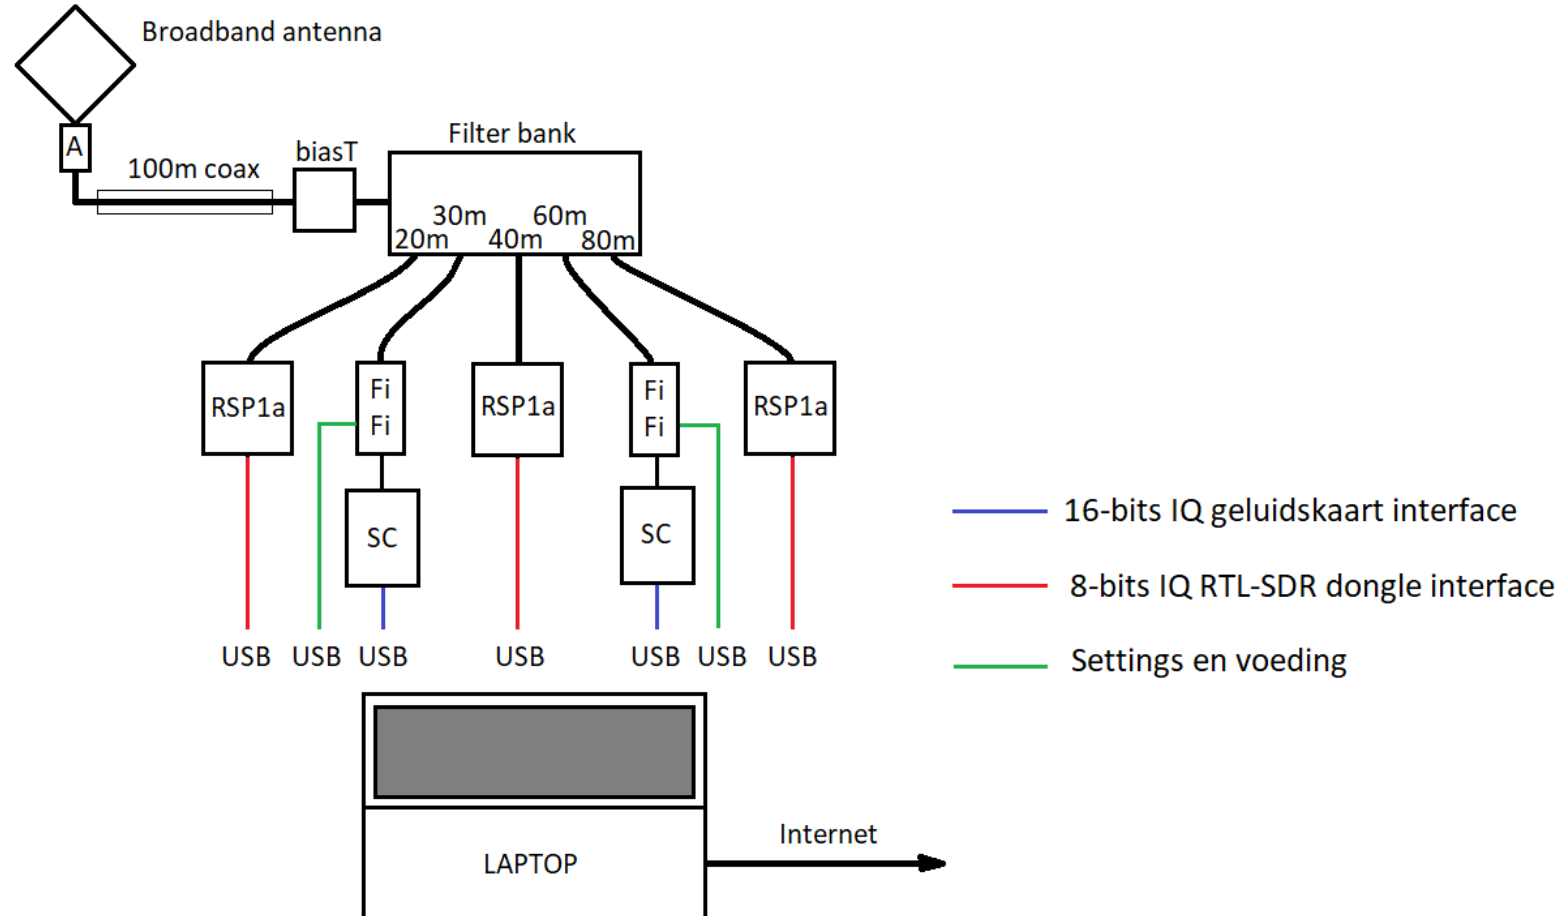 Broadband antenna
A
100m coax
biasT
Filter bank
30m 60m
20m 40m 80m
RSP1a
Fi
Fi
RSP1a
Fi
Fi
RSP1a
SC
SC
16-bits IQ geluidskaart interface
8-bits IQ RTL-SDR dongle interface
Settings en voeding
USB USB USB USB USB USB USB
LAPTOP
Internet